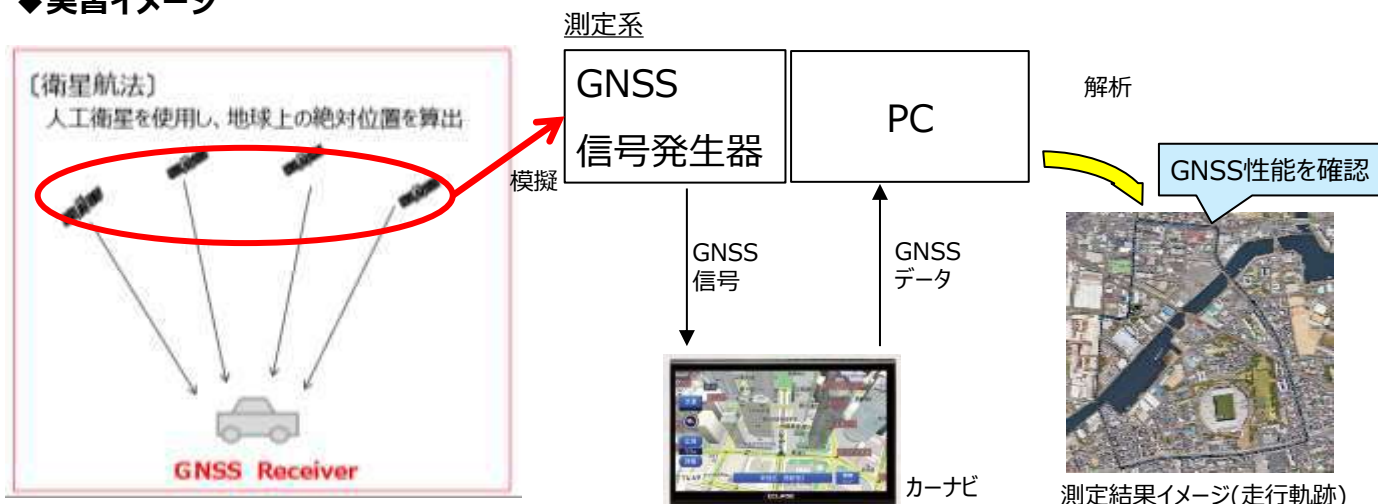 ◆実習イメージ
〔衛星航法〕
人工衛星を使用し、地球上の絶対位置を算出
GNSS Receiver
模擬
測定系
GNSS
信号発生器
PC
GNSS
信号
GNSS
データ
ECLIPSE
カーナビ
解析
GNSS性能を確認
測定結果イメージ(走行軌跡)